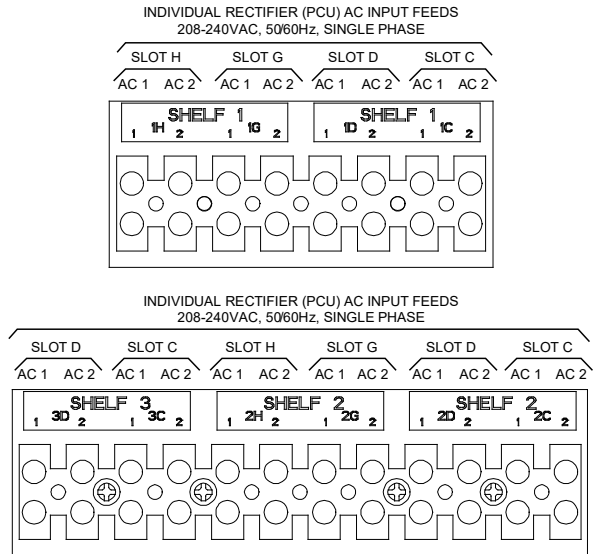 INDIVIDUAL RECTIFIER (PCU) AC INPUT FEEDS
208-240VAC, 50/60Hz, SINGLE PHASE
SLOT H SLOT G SLOT D SLOT C
AC 1 AC 2 AC 1 AC 2 AC 1 AC 2 AC 1 AC 2
SHELF 1 SHELF 1
1 1H 2 1 1G 2 1 1D 2 1 1C 2
INDIVIDUAL RECTIFIER (PCU) AC INPUT FEEDS
208-240VAC, 50/60Hz, SINGLE PHASE
SLOT D SLOT C SLOT H SLOT G SLOT D SLOT C
AC 1 AC 2 AC 1 AC 2 AC 1 AC 2 AC 1 AC 2 AC 1 AC 2 AC 1 AC 2
SHELF 3 SHELF 2 SHELF 2
1 3D 2 1 3C 2 1 2H 2 1 2G 2 1 2D 2 1 2C 2